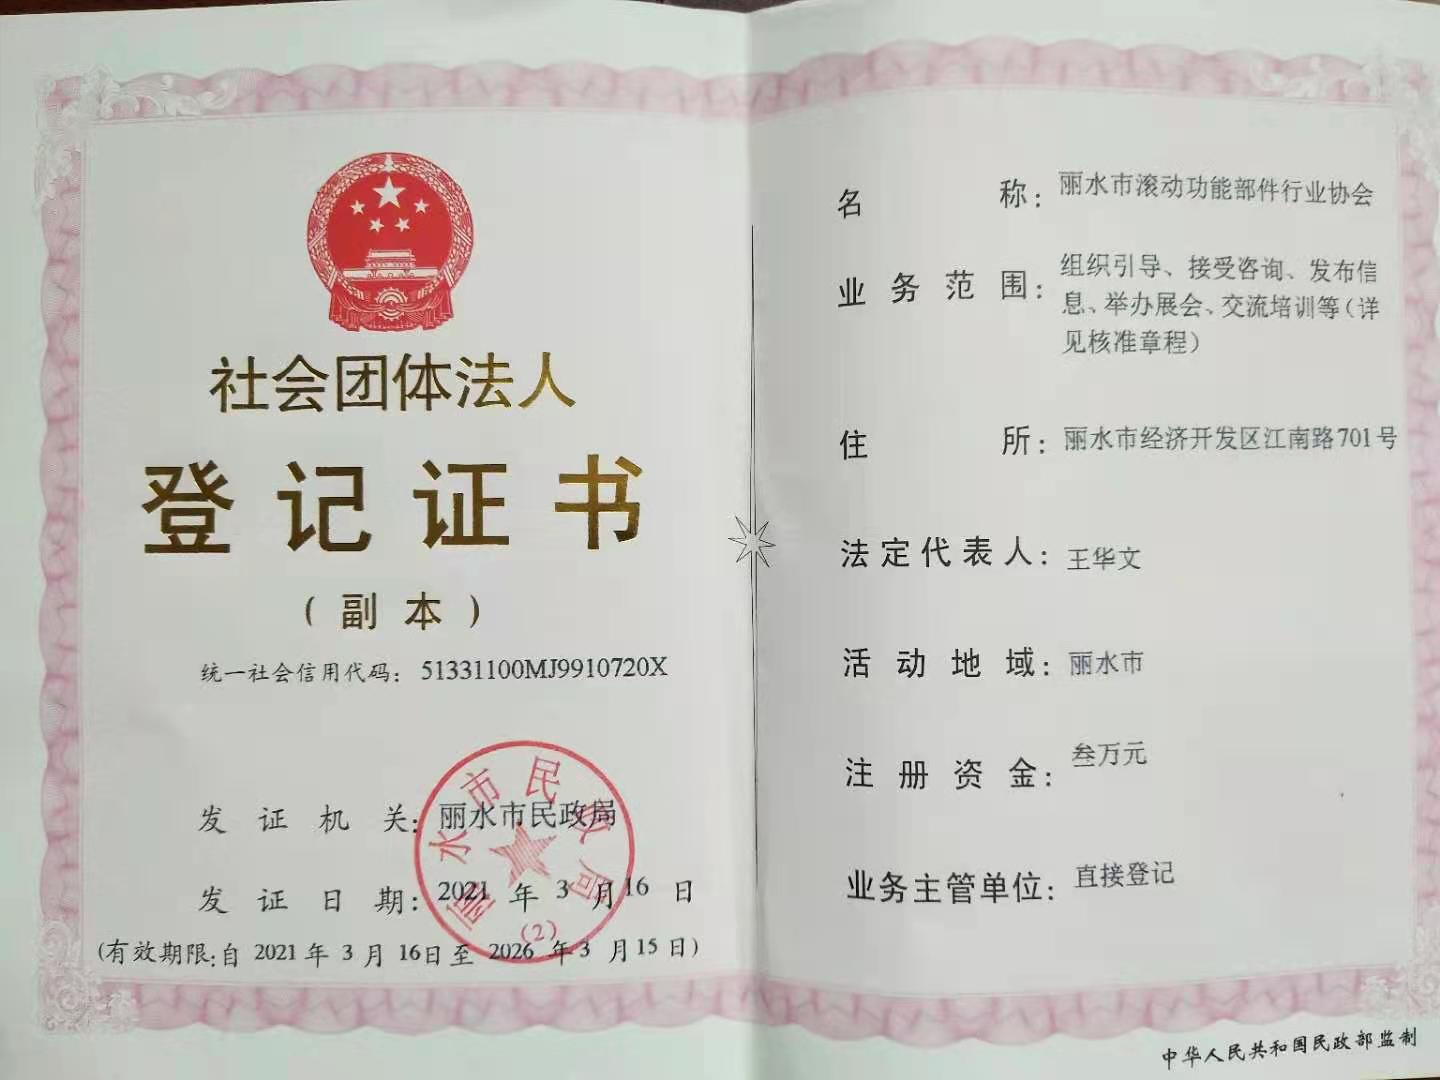 社会团体法人
登记证书
(副本)
统一社会信用代码：51331100MJ9910720X
发证机关：丽水市民政局
发证日期：2021年3月16日
(有效期限：自2021年3月16日至2026年3月15日)
丽水市民政局
(2)
名称：丽水市滚动功能部件行业协会
业务范围：组织引导、接受咨询、发布信
息、举办展会、交流培训等（详
见核准章程）
住所：丽水市经济开发区江南路701号
法定代表人：王华文
活动地域：丽水市
注册资金：叁万元
业务主管单位：直接登记
中华人民共和国民政部监制